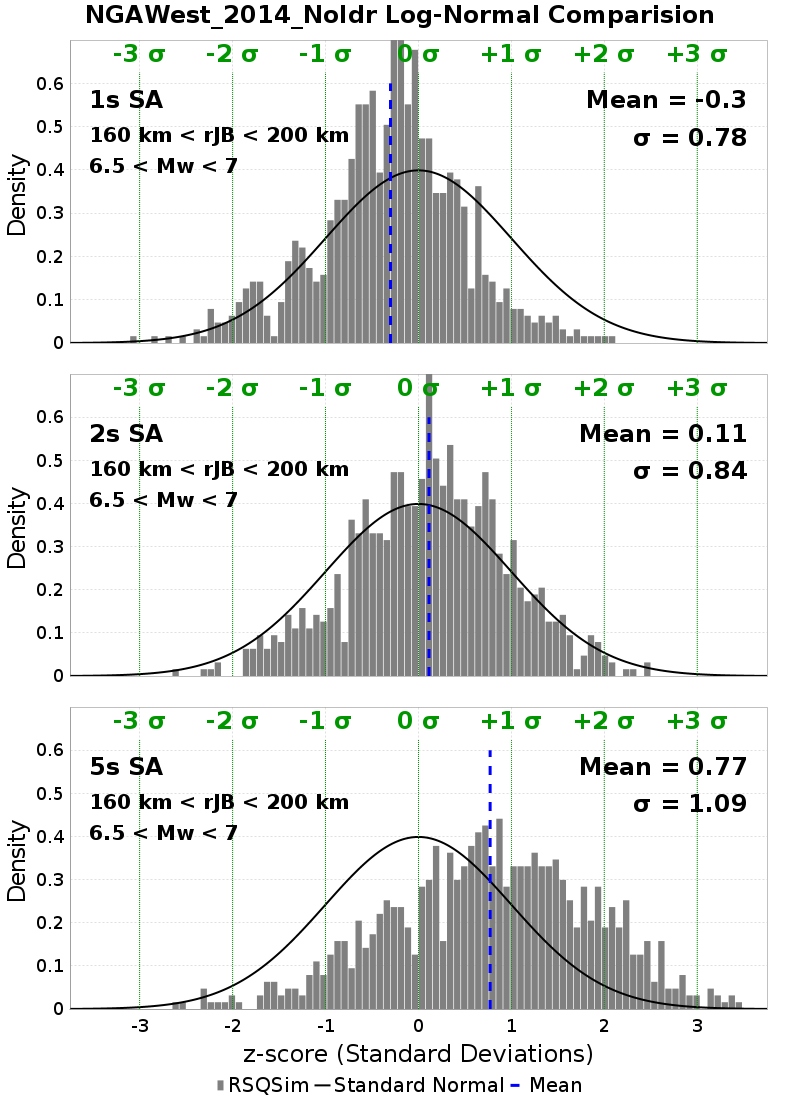 NGAWest_2014_NoIdr Log-Normal Comparision
-3 σ -2 σ -1 σ 0 σ +1 σ +2 σ +3 σ
1s SA
Mean = -0.3
160 km < rJB < 200 km
σ = 0.78
6.5 < Mw < 7
Density
0.6
0.5
0.4
0.3
0.2
0.1
0
-3 σ -2 σ -1 σ 0 σ +1 σ +2 σ +3 σ
2s SA
Mean = 0.11
160 km < rJB < 200 km
σ = 0.84
6.5 < Mw < 7
Density
0.6
0.5
0.4
0.3
0.2
0.1
0
-3 σ -2 σ -1 σ 0 σ +1 σ +2 σ +3 σ
5s SA
Mean = 0.77
160 km < rJB < 200 km
σ = 1.09
6.5 < Mw < 7
Density
0.6
0.5
0.4
0.3
0.2
0.1
0
-3 -2 -1 0 1 2 3
z-score (Standard Deviations)
RSQSim Standard Normal Mean